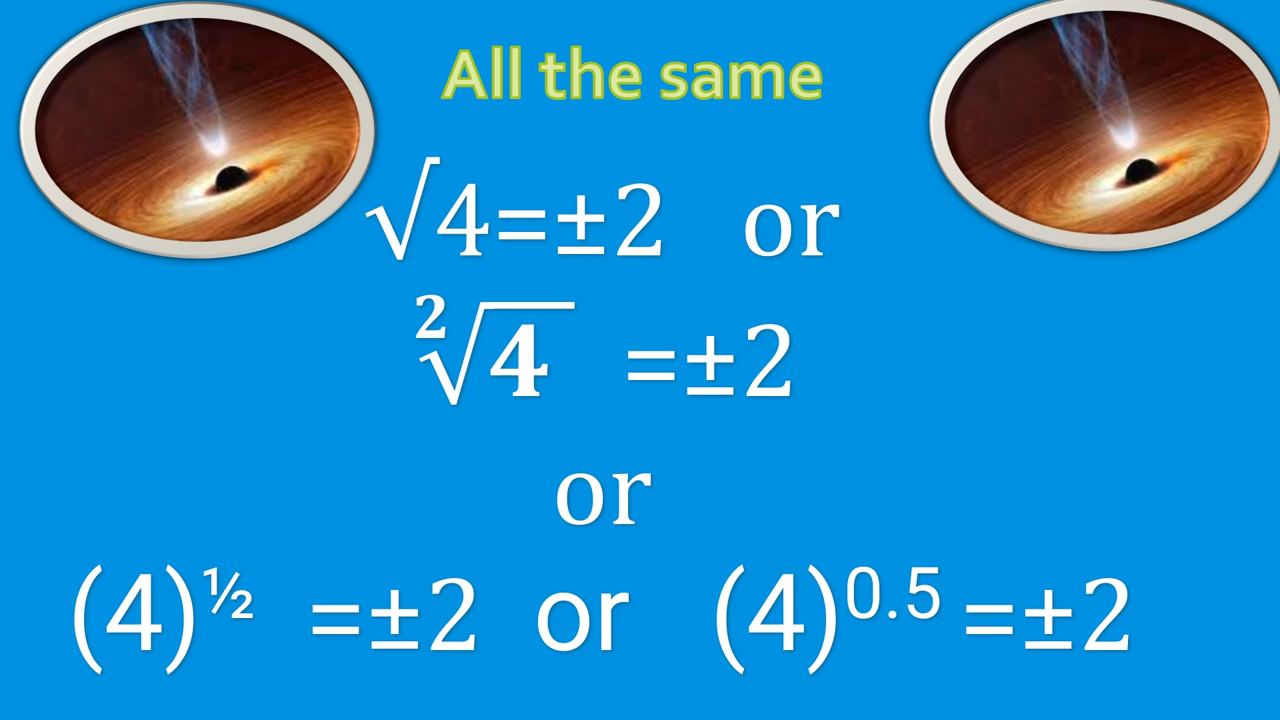 All the same
√4=±2 or
²√4 =±2
or
(4)^½ =±2 or (4)^0.5 =±2